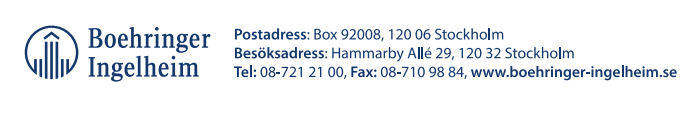 Boehringer
Ingelheim
Postadress: Box 92008, 120 06 Stockholm
Besöksadress: Hammarby Allé 29, 120 32 Stockholm
Tel: 08-721 21 00, Fax: 08-710 98 84, www.boehringer-ingelheim.se